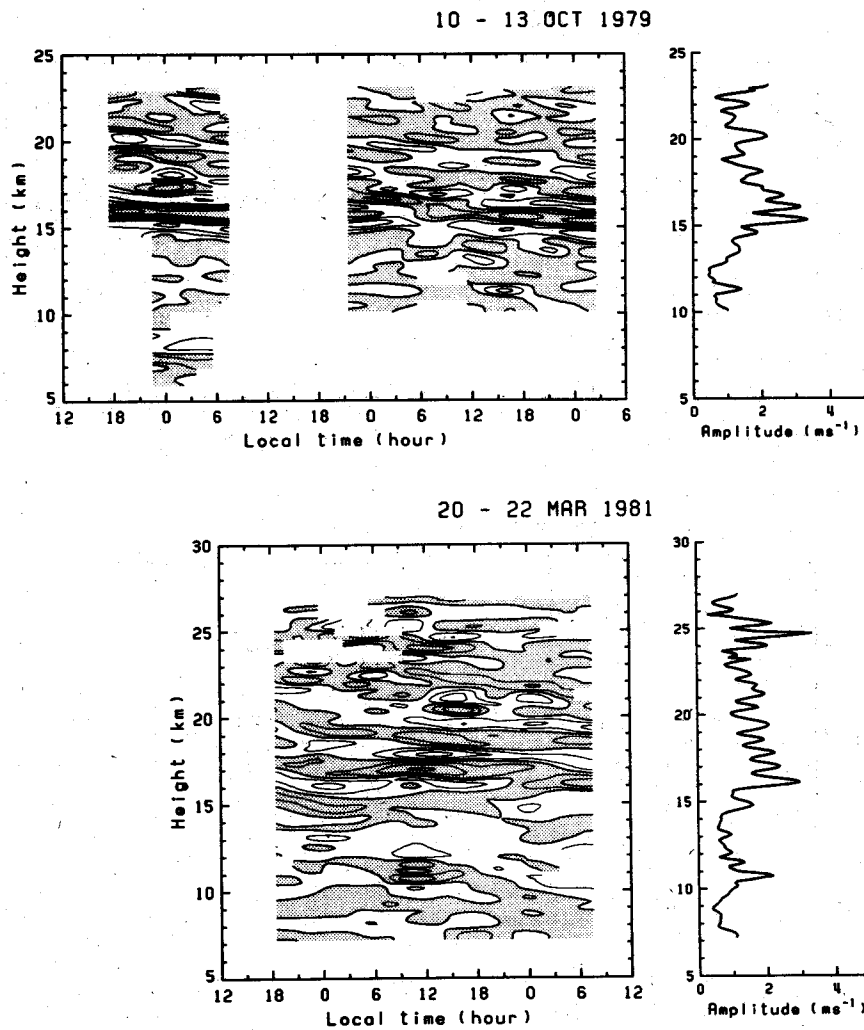 10 - 13 OCT 1979
25
20
15
10
5
Height (km)
12 18 0 6 12 18 0 6 12 18 0 6
Local time (hour)
25
20
15
10
5
0 2 4
Amplitude (ms⁻¹)
20 - 22 MAR 1981
30
25
20
15
10
5
Height (km)
12 18 0 6 12 18 0 6 12
Local time (hour)
30
25
20
15
10
5
0 2 4
Amplitude (ms⁻¹)